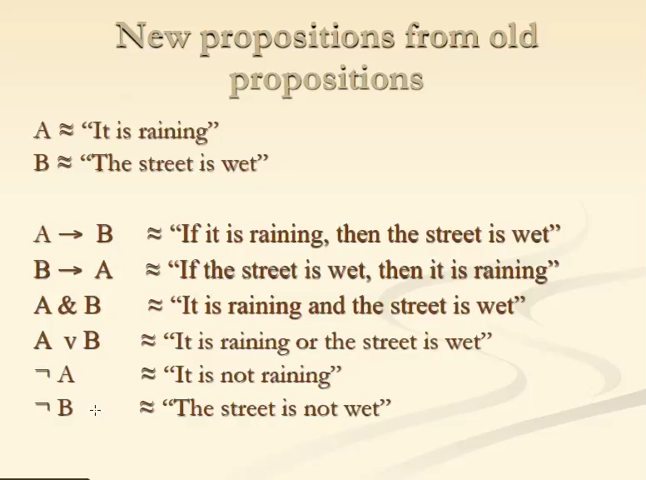 New propositions from old
propositions
A ≈ “It is raining”
B ≈ “The street is wet”
A → B ≈ “If it is raining, then the street is wet”
B → A ≈ “If the street is wet, then it is raining”
A & B ≈ “It is raining and the street is wet”
A v B ≈ “It is raining or the street is wet”
¬ A ≈ “It is not raining”
¬ B ≈ “The street is not wet”